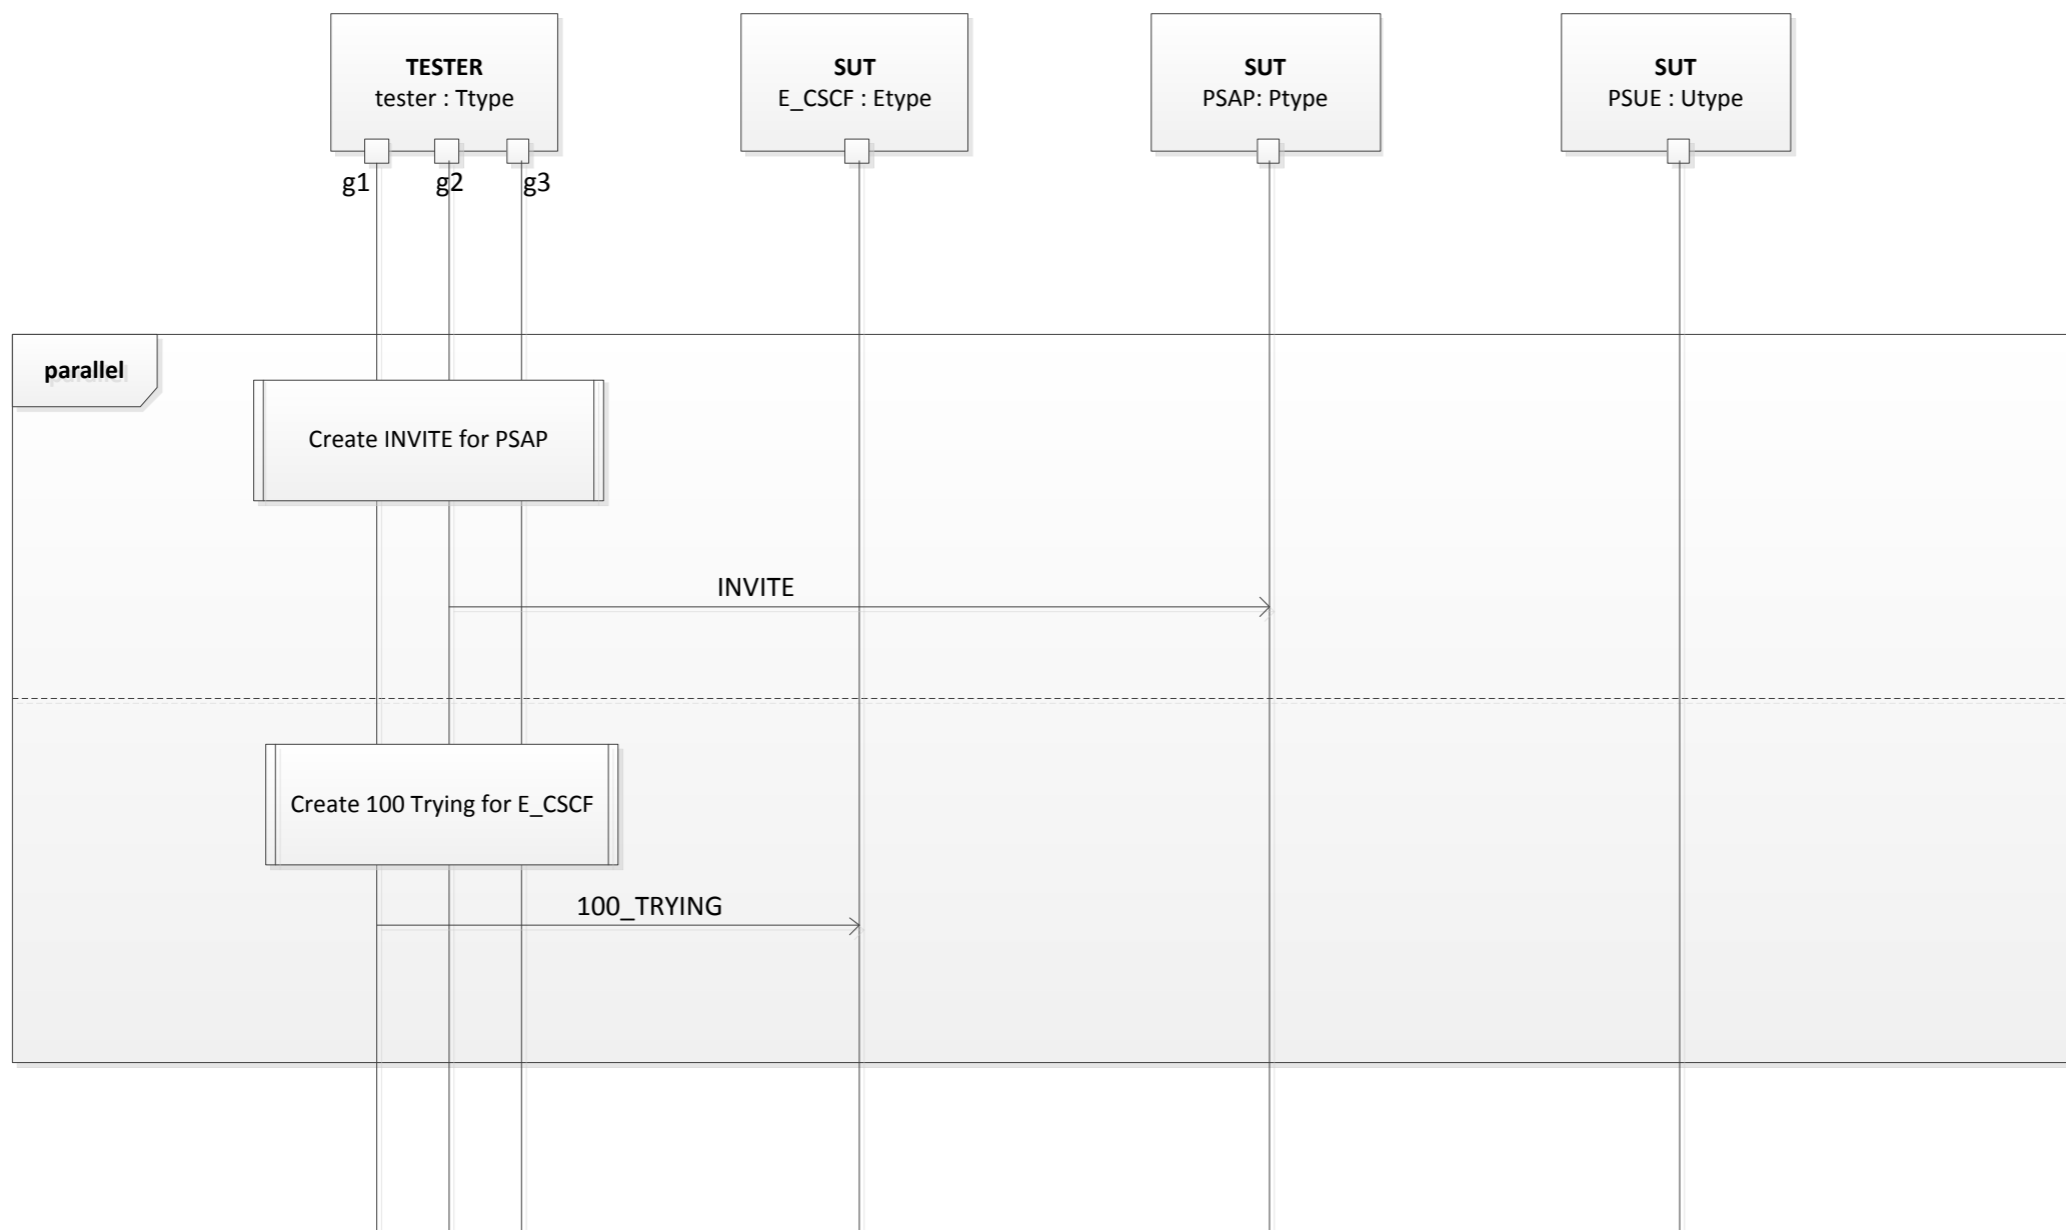 TESTER
tester : Ttype
SUT
E_CSCF : Etype
SUT
PSAP: Ptype
SUT
PSUE : Utype
g1
g2
g3
parallel
Create INVITE for PSAP
INVITE
Create 100 Trying for E_CSCF
100_TRYING